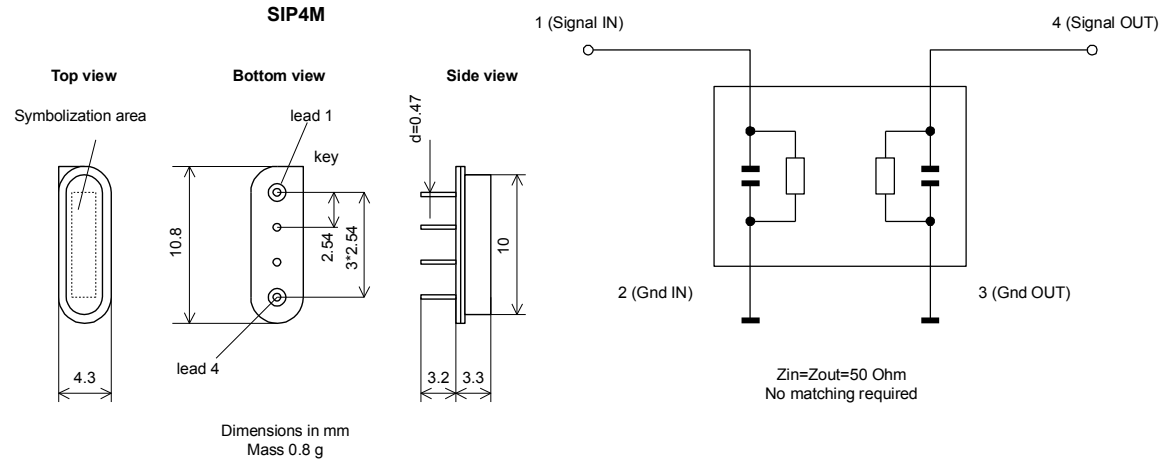 SIP4M
Top view
Bottom view
Side view
Symbolization area
lead 1
key
d=0.47
10.8
2.54
3*2.54
10
lead 4
4.3
3.2
3.3
Dimensions in mm
Mass 0.8 g
1 (Signal IN)
4 (Signal OUT)
2 (Gnd IN)
3 (Gnd OUT)
Zin=Zout=50 Ohm
No matching required